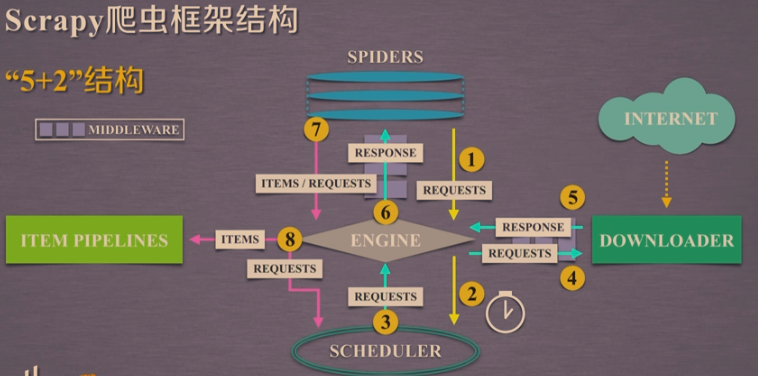 Scrapy爬虫框架结构
“5+2”结构
SPIDERS
MIDDLEWARE
INTERNET
7
RESPONSE
1
ITEMS / REQUESTS
REQUESTS
5
6
RESPONSE
ITEM PIPELINES
ITEMS
8
ENGINE
REQUESTS
DOWNLOADER
REQUESTS
4
REQUESTS
2
3
SCHEDULER